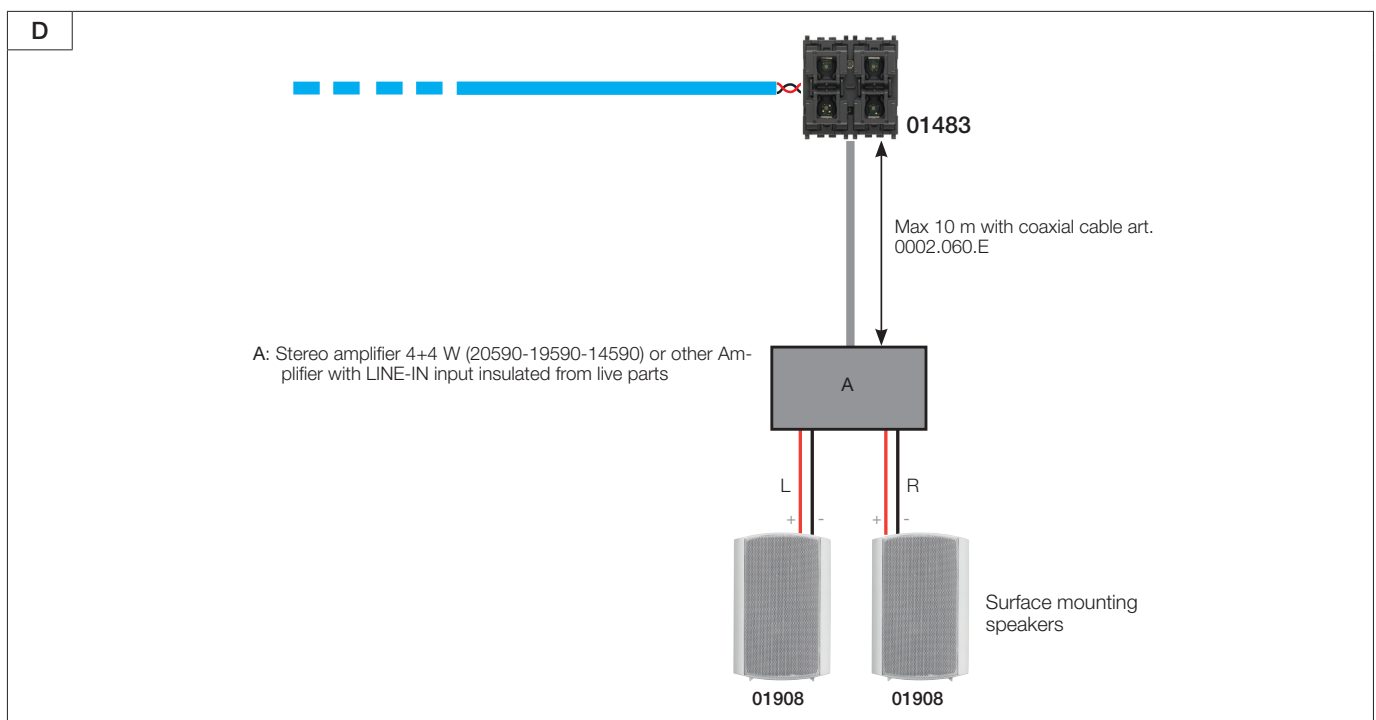 D
01483
Max 10 m with coaxial cable art.
0002.060.E
A: Stereo amplifier 4+4 W (20590-19590-14590) or other Am-
plifier with LINE-IN input insulated from live parts
A
L
R
+ -
+ -
Surface mounting
speakers
01908
01908